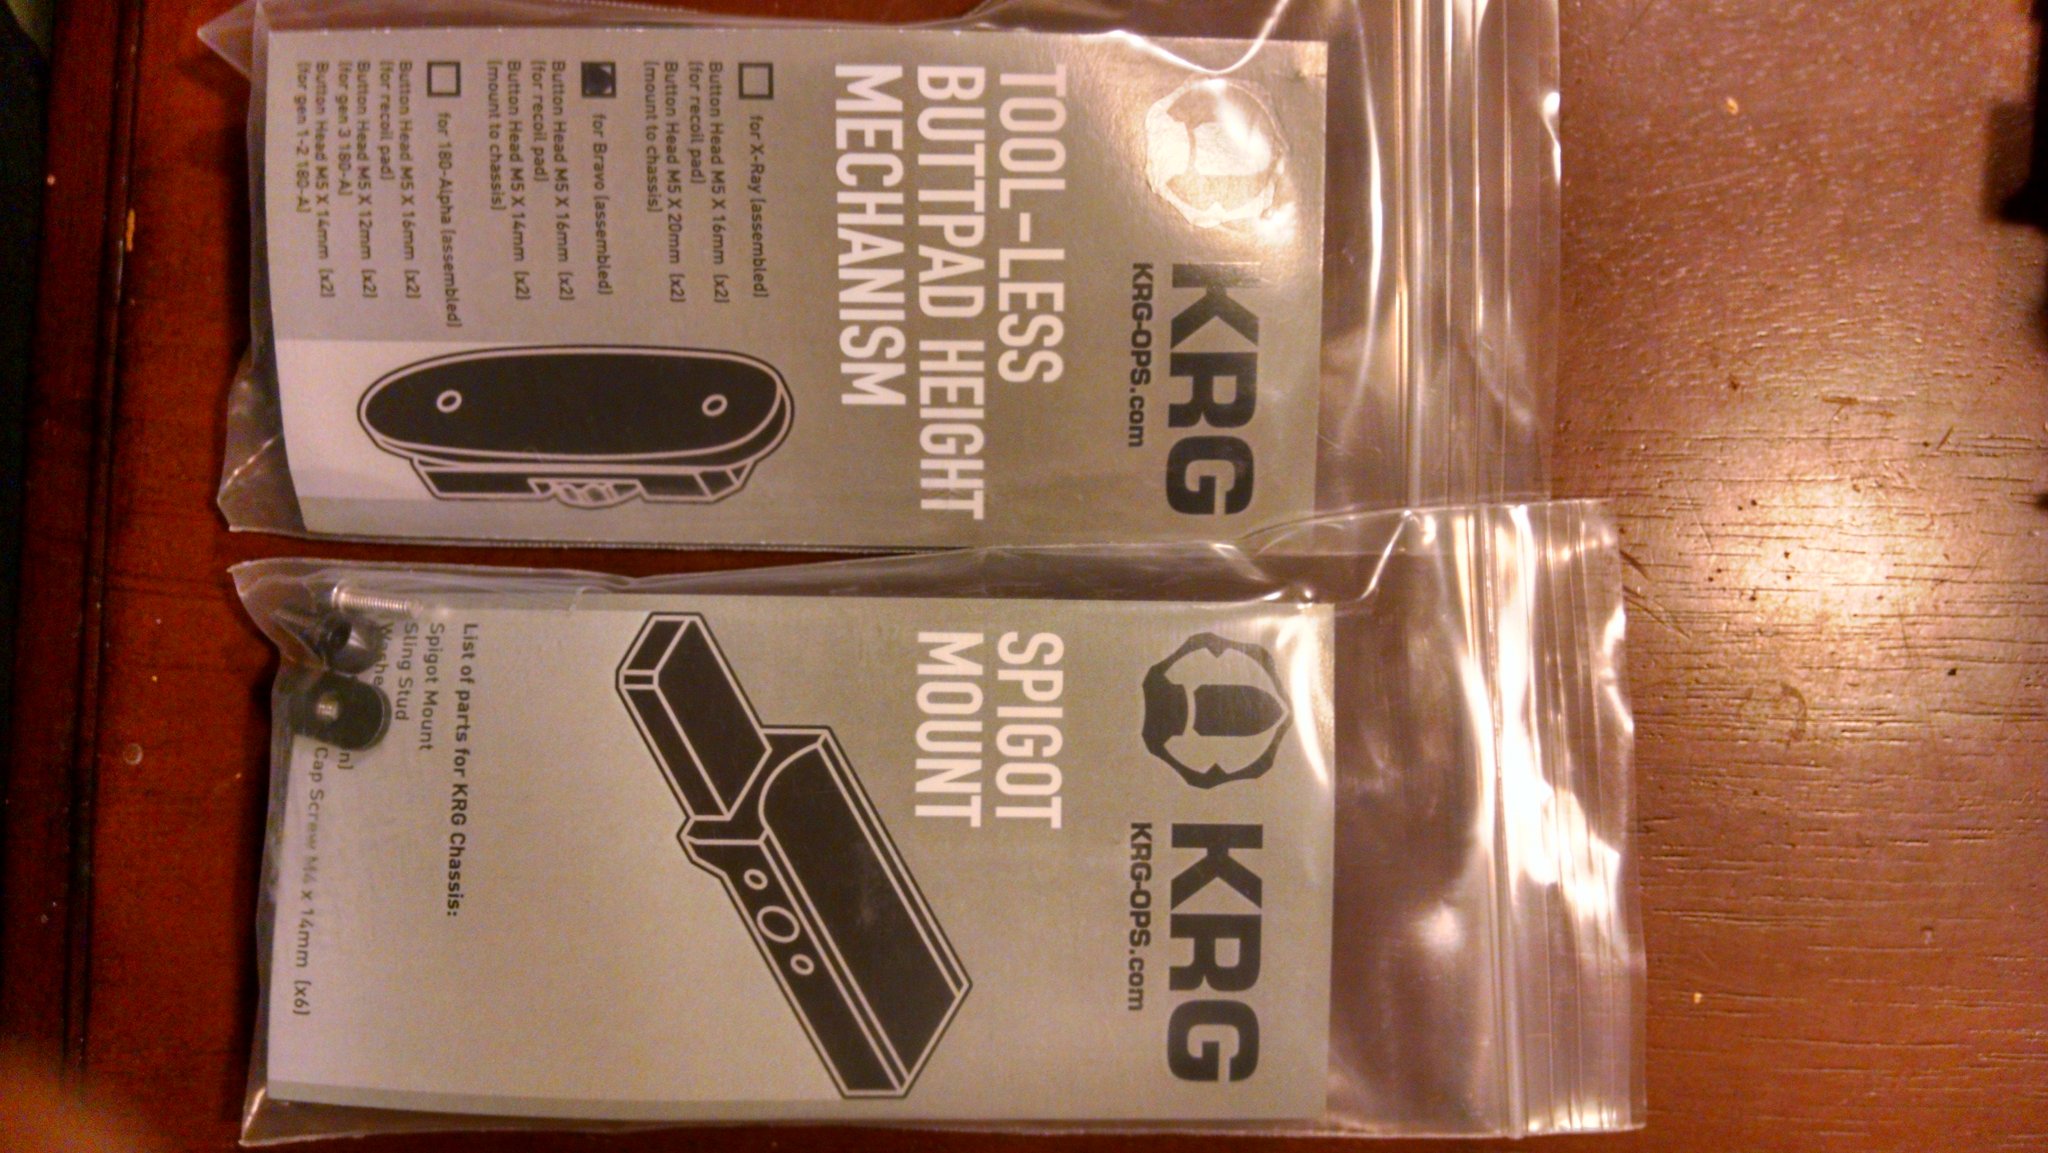 KRG
KRG-OPS.com
TOOL-LESS
BUTTPAD HEIGHT
MECHANISM
for X-Ray (assembled)
Button Head M5 X 16mm (x2)
(for recoil pad)
Button Head M5 X 20mm (x2)
(mount to chassis)
for Bravo (assembled)
Button Head M5 X 16mm (x2)
(for recoil pad)
Button Head M5 X 14mm (x2)
(mount to chassis)
for 180-Alpha (assembled)
Button Head M5 X 16mm (x2)
(for recoil pad)
Button Head M5 X 12mm (x2)
(for gen 3 180-A)
Button Head M5 X 14mm (x2)
(for gen 1-2 180-A)
KRG
KRG-OPS.com
SPIGOT
MOUNT
List of parts for KRG Chassis:
Spigot Mount
Sling Stud
Cap Screw M4 x 14mm (x6)